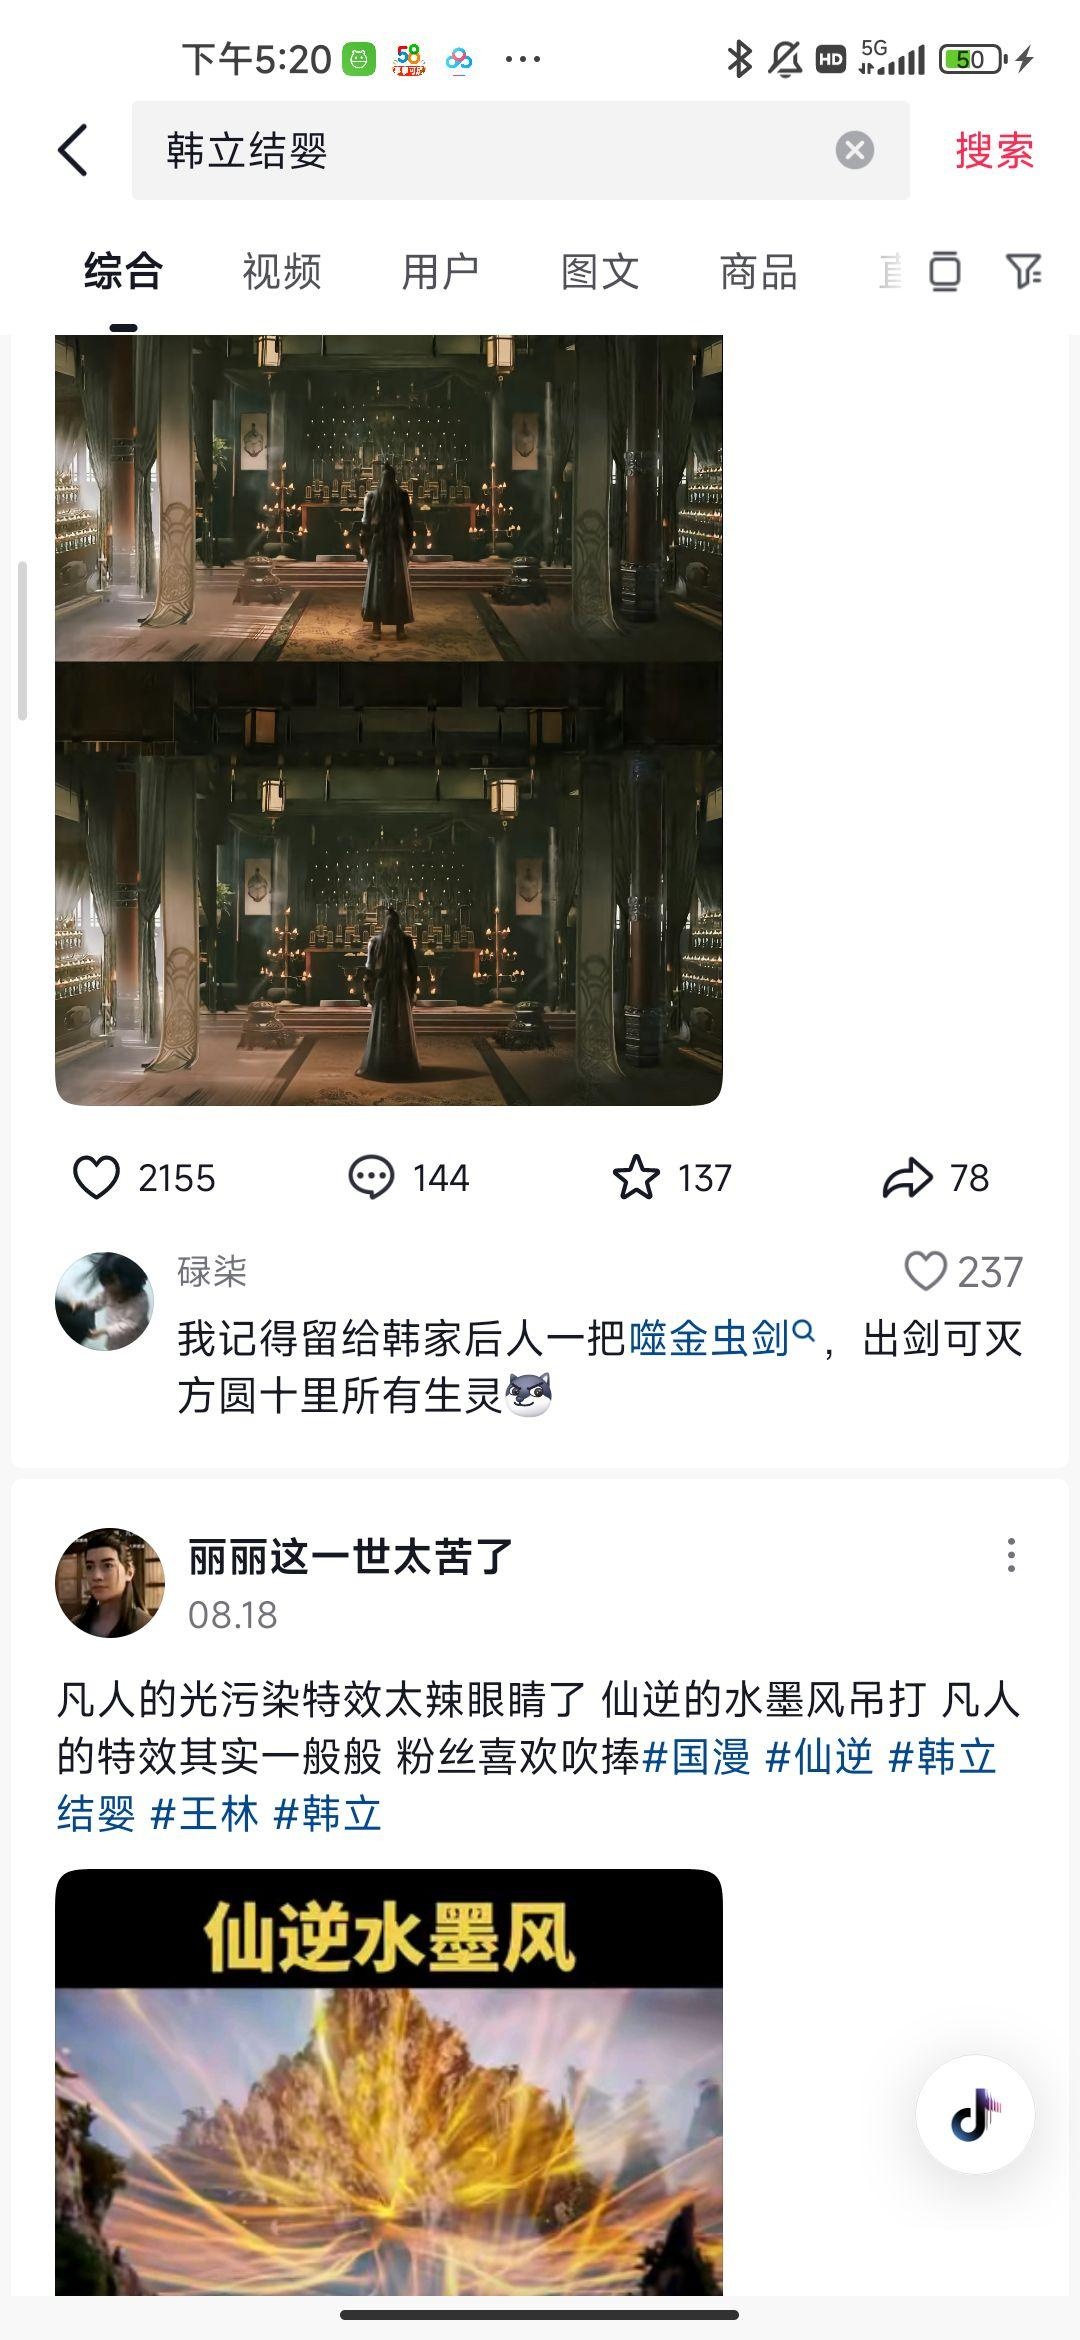 下午5:20
58
HD
5G
50
韩立结婴
搜索
综合 视频 用户 图文 商品
2155 144 137 78
碌柒
237
我记得留给韩家后人一把噬金虫剑，出剑可灭
方圆十里所有生灵
丽丽这一世太苦了
08.18
凡人的光污染特效太辣眼睛了 仙逆的水墨风吊打 凡人
的特效其实一般般 粉丝喜欢吹捧#国漫 #仙逆 #韩立
结婴 #王林 #韩立
仙逆水墨风